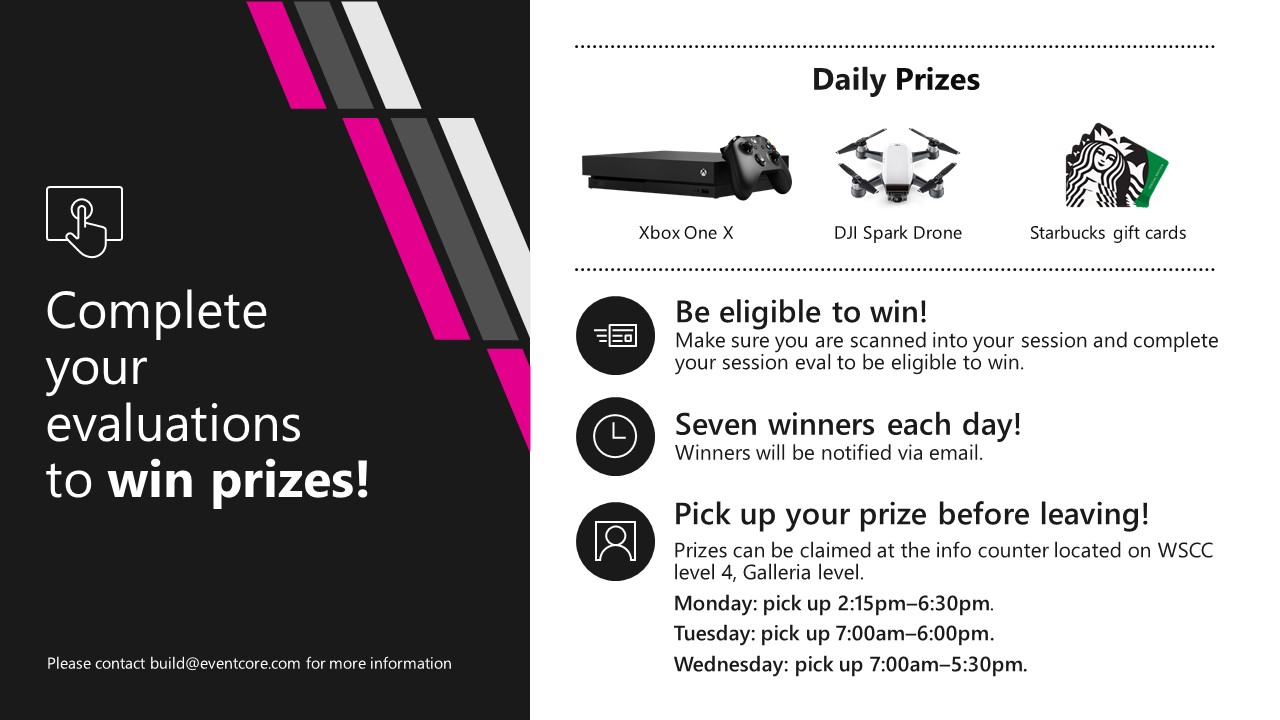 Complete
your
evaluations
to win prizes!
Please contact build@eventcore.com for more information
Daily Prizes
Xbox One X
DJI Spark Drone
Starbucks gift cards
Be eligible to win!
Make sure you are scanned into your session and complete
your session eval to be eligible to win.
Seven winners each day!
Winners will be notified via email.
Pick up your prize before leaving!
Prizes can be claimed at the info counter located on WSCC
level 4, Galleria level.
Monday: pick up 2:15pm–6:30pm.
Tuesday: pick up 7:00am–6:00pm.
Wednesday: pick up 7:00am–5:30pm.